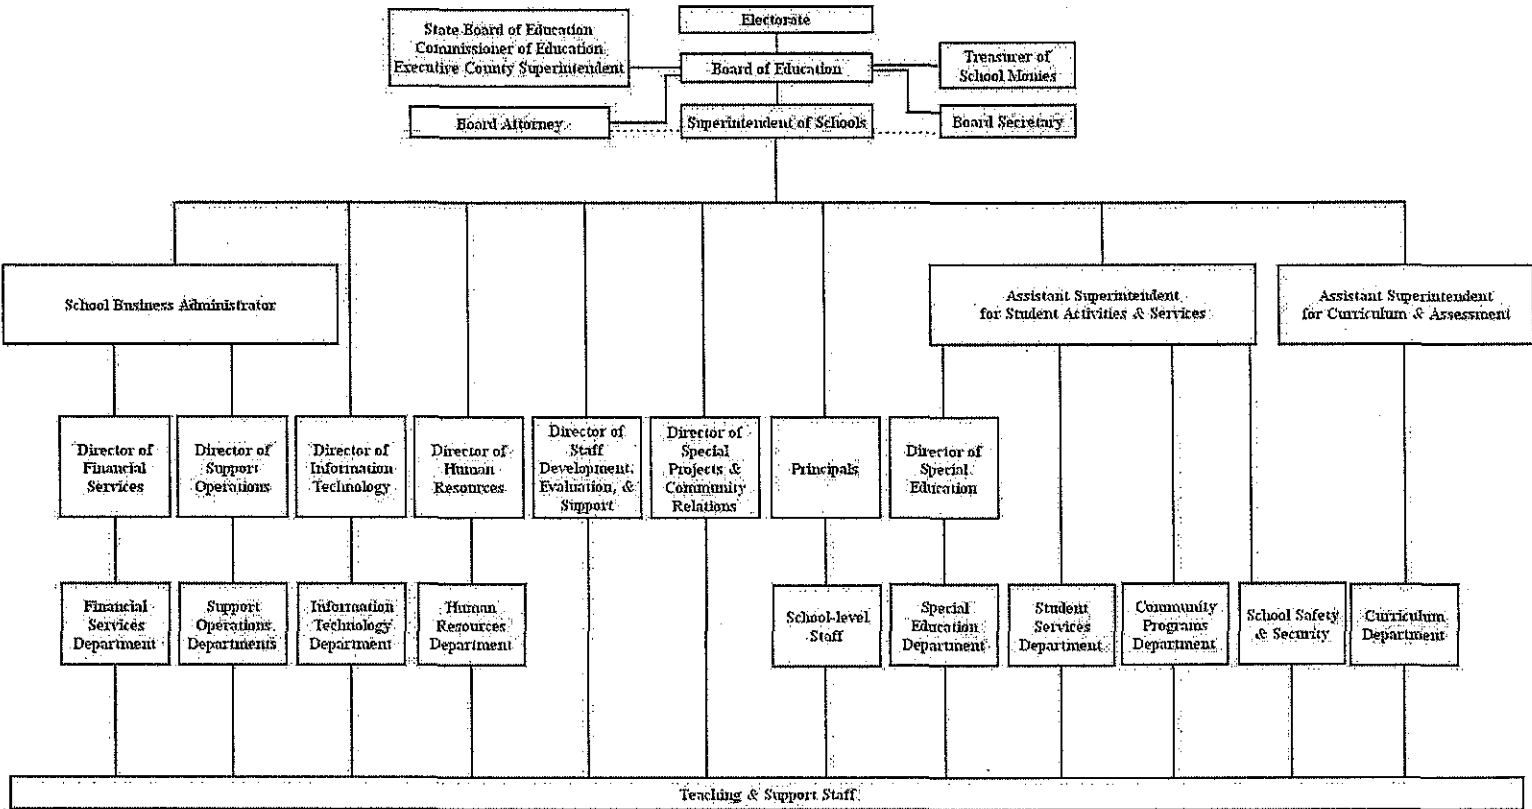 Electorate
State Board of Education
Commissioner of Education
Executive County Superintendent
Board of Education
Treasurer of
School Monies
Board Attorney
Superintendent of Schools
Board Secretary
School Business Administrator
Assistant Superintendent
for Student Activities & Services
Assistant Superintendent
for Curriculum & Assessment
Director of
Financial
Services
Director of
Support
Operations
Director of
Information
Technology
Director of
Human
Resources
Director of
Staff
Development,
Evaluation, &
Support
Director of
Special
Projects &
Community
Relations
Principals
Director of
Special
Education
Financial
Services
Department
Support
Operations
Departments
Information
Technology
Department
Human
Resources
Department
School-level
Staff
Special
Education
Department
Student
Services
Department
Community
Programs
Department
School Safety
& Security
Curriculum
Department
Teaching & Support Staff